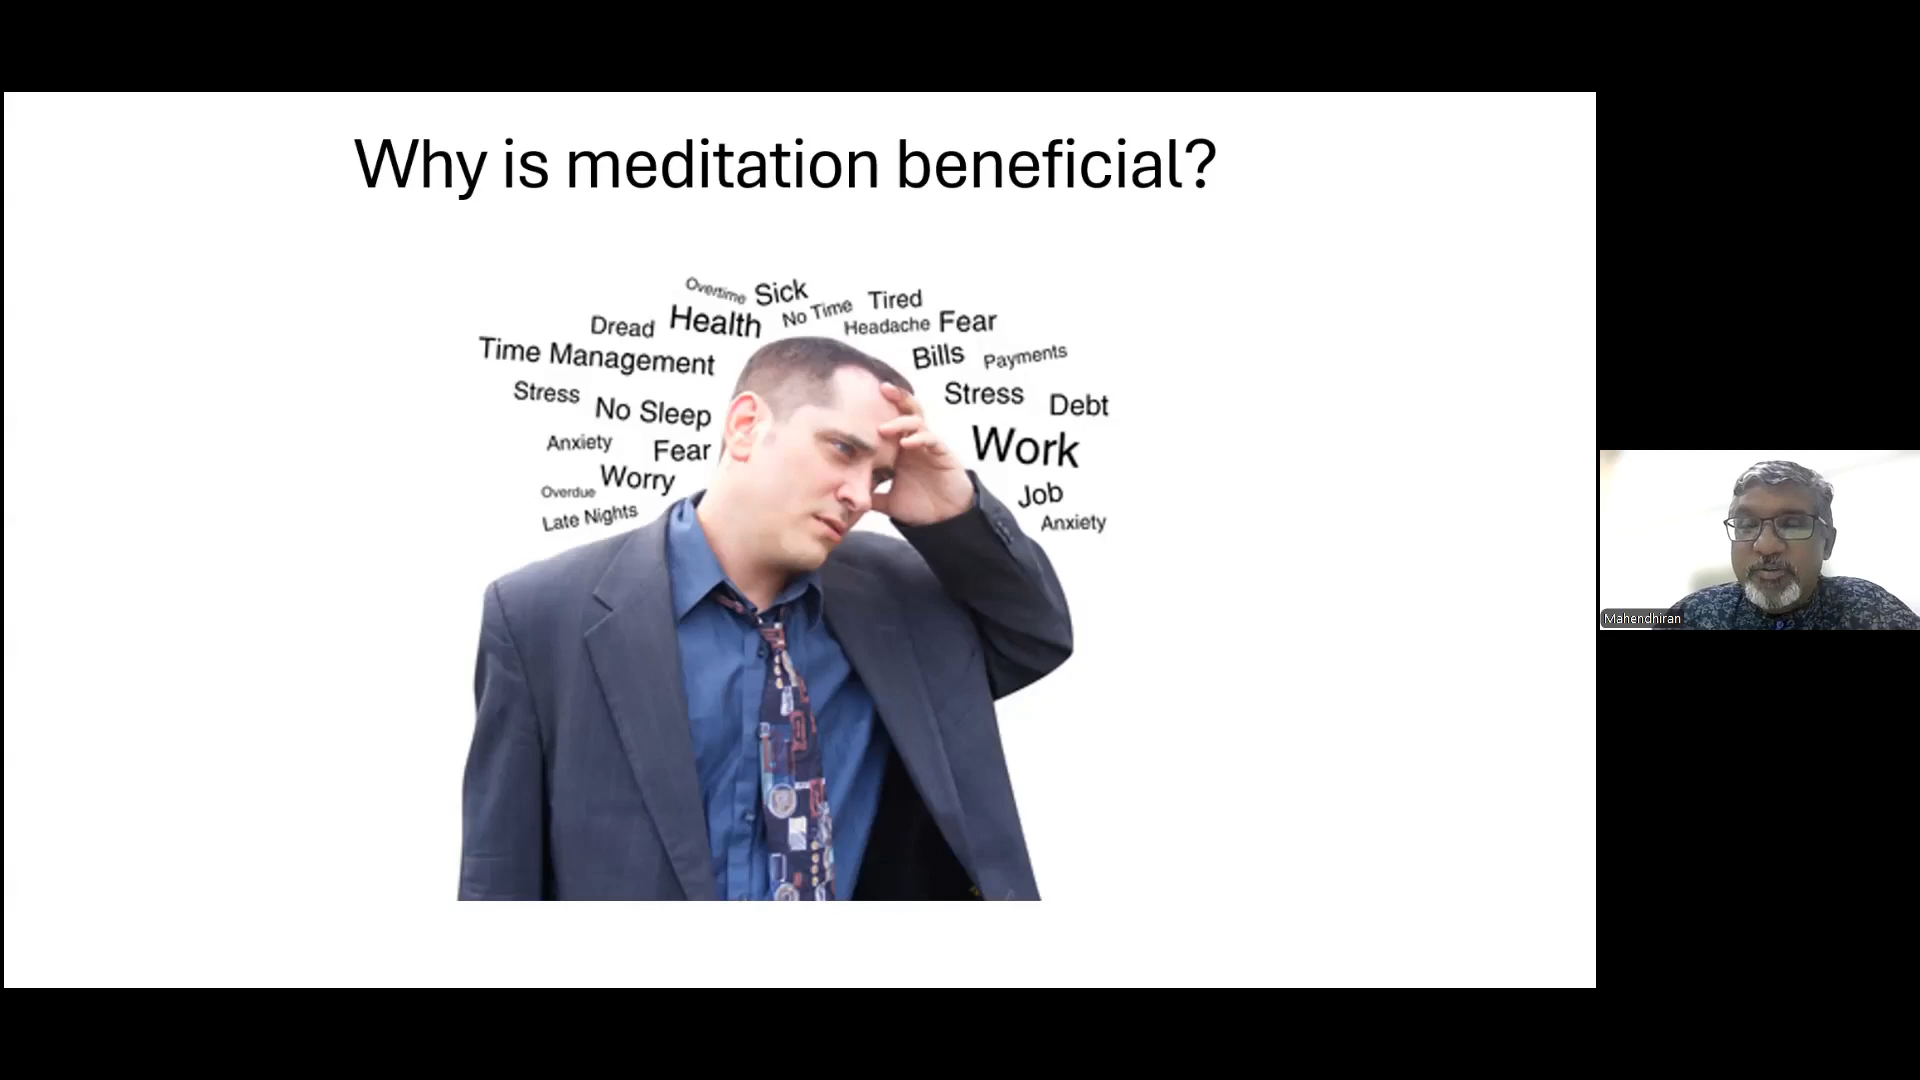 Why is meditation beneficial?
Overtime Sick No Time Tired
Dread Health Headache Fear
Time Management Bills Payments
Stress No Sleep Stress Debt
Anxiety Fear Work
Worry
Overdue Job
Late Nights Anxiety
Mahendhiran